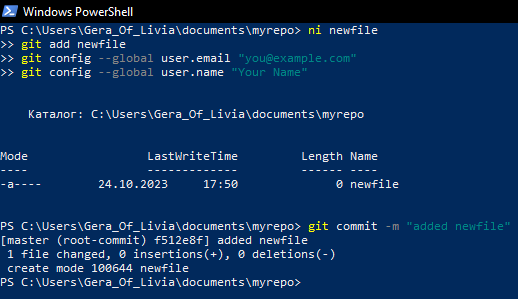 Windows PowerShell
PS C:\Users\Gera_Of_Livia\documents\myrepo> ni newfile
>> git add newfile
>> git config --global user.email "you@example.com"
>> git config --global user.name "Your Name"
Каталог: C:\Users\Gera_Of_Livia\documents\myrepo
Mode LastWriteTime Length Name
---- ------------- ------ ----
-a---- 24.10.2023 17:50 0 newfile
PS C:\Users\Gera_Of_Livia\documents\myrepo> git commit -m "added newfile"
[master (root-commit) f512e8f] added newfile
1 file changed, 0 insertions(+), 0 deletions(-)
create mode 100644 newfile
PS C:\Users\Gera_Of_Livia\documents\myrepo>